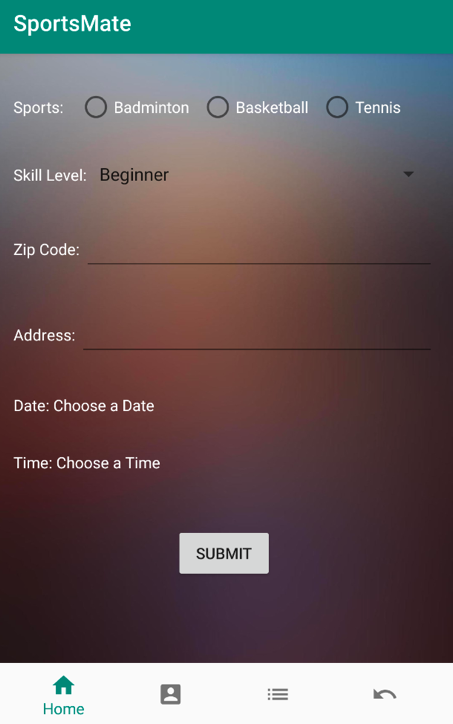 SportsMate
Sports: Badminton Basketball Tennis
Skill Level: Beginner
Zip Code:
Address:
Date: Choose a Date
Time: Choose a Time
SUBMIT
Home